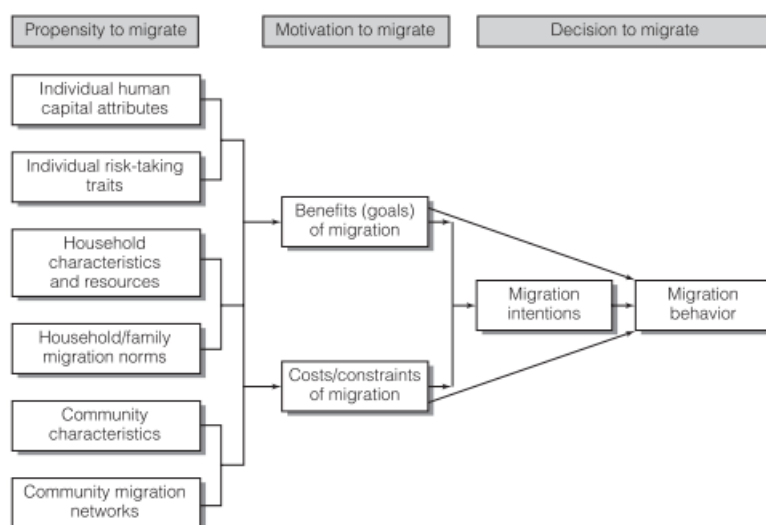 Propensity to migrate
Motivation to migrate
Decision to migrate
Individual human
capital attributes
Individual risk-taking
traits
Household
characteristics
and resources
Household/family
migration norms
Community
characteristics
Community migration
networks
Benefits (goals)
of migration
Costs/constraints
of migration
Migration
intentions
Migration
behavior